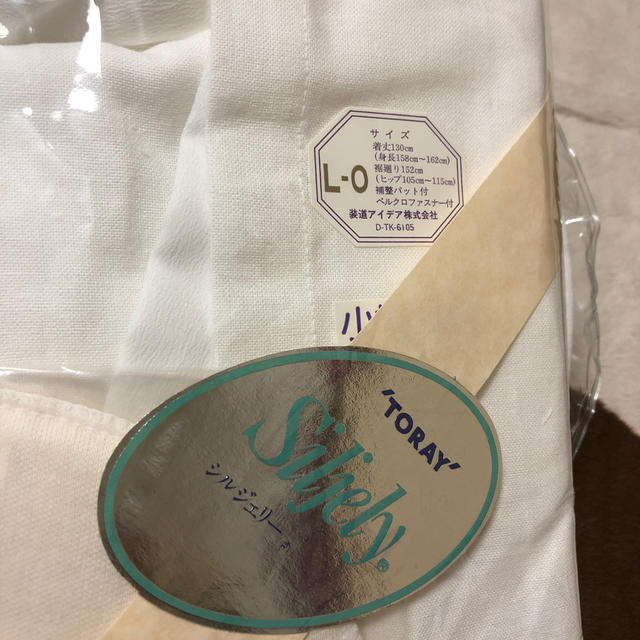 サイズ
L-O
着丈130cm
(身長158cm〜162cm)
裾廻り152cm
(ヒップ105cm〜115cm)
補整パット付
ベルクロファスナー付
装道アイデア株式会社
D-TK-6105
'TORAY'
Siljely®
シルジェリー